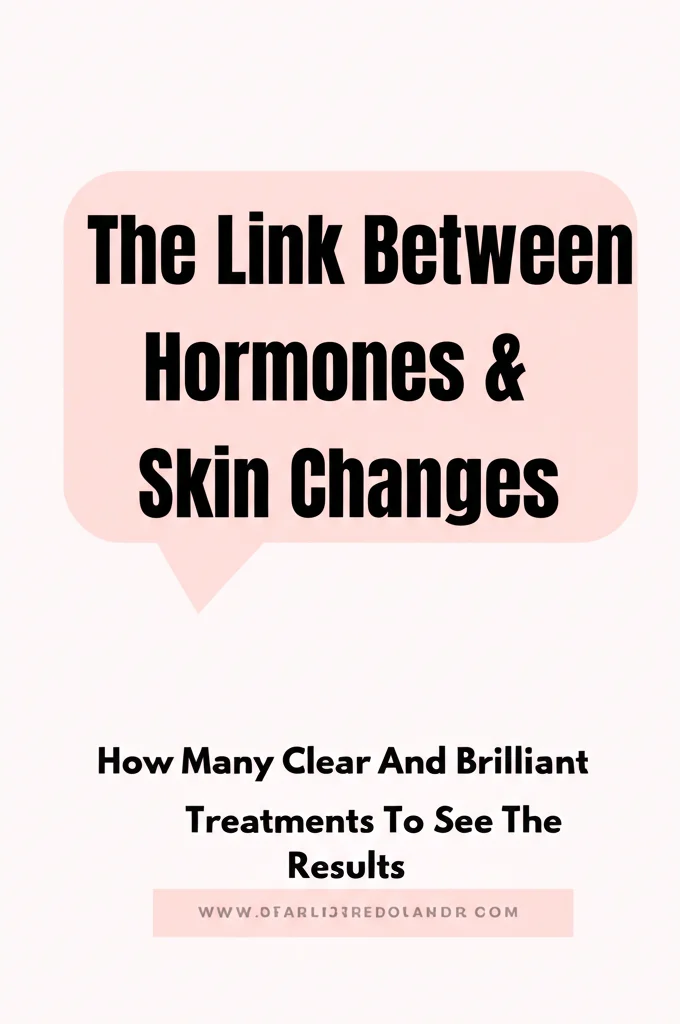 The Link Between
Hormones &
Skin Changes
How Many Clear And Brilliant
Treatments To See The
Results